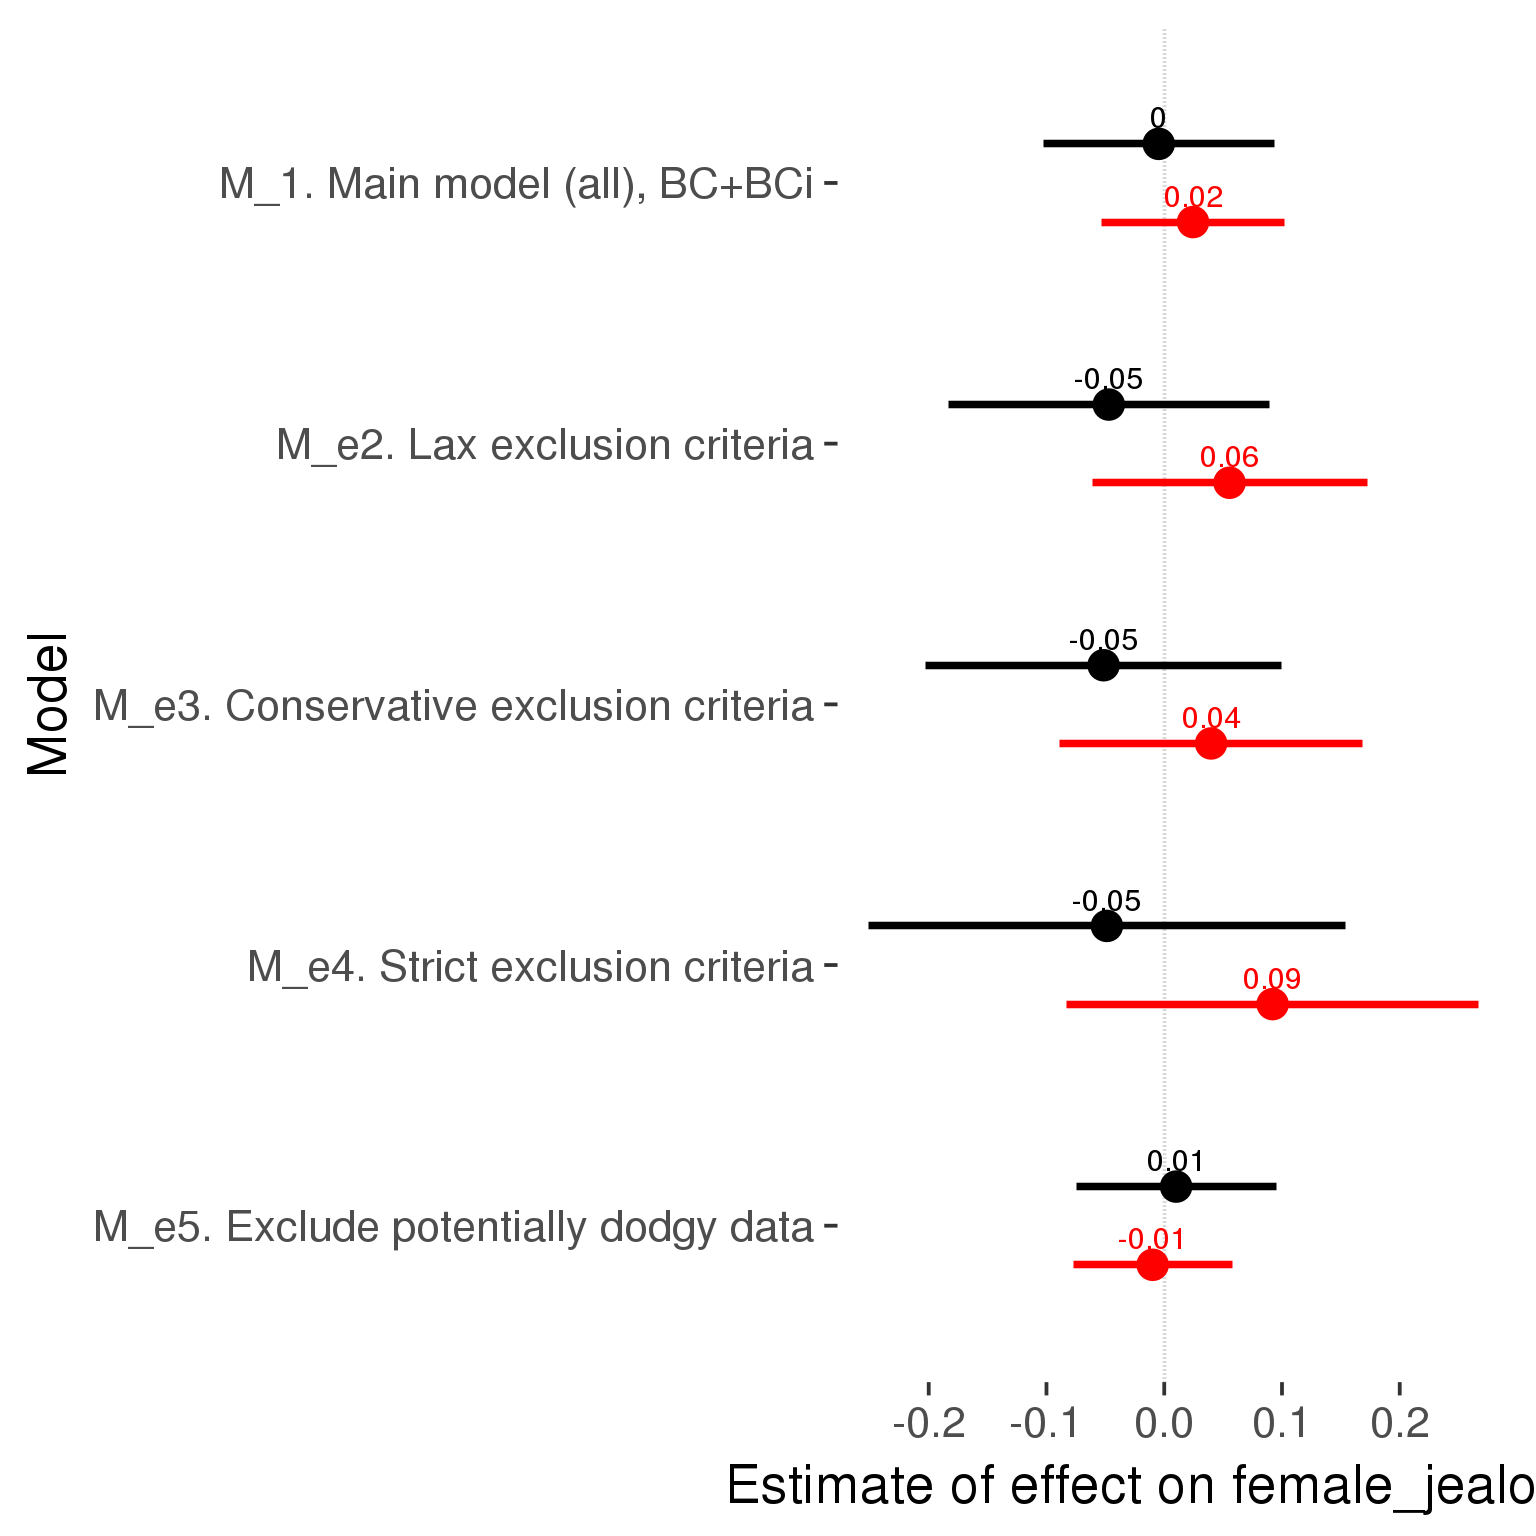 0
M_1. Main model (all), BC+BCi
0.02
-0.05
M_e2. Lax exclusion criteria
0.06
-0.05
M_e3. Conservative exclusion criteria
0.04
Model
-0.05
M_e4. Strict exclusion criteria
0.09
0.01
M_e5. Exclude potentially dodgy data
-0.01
-0.2 -0.1 0.0 0.1 0.2
Estimate of effect on female_jealo